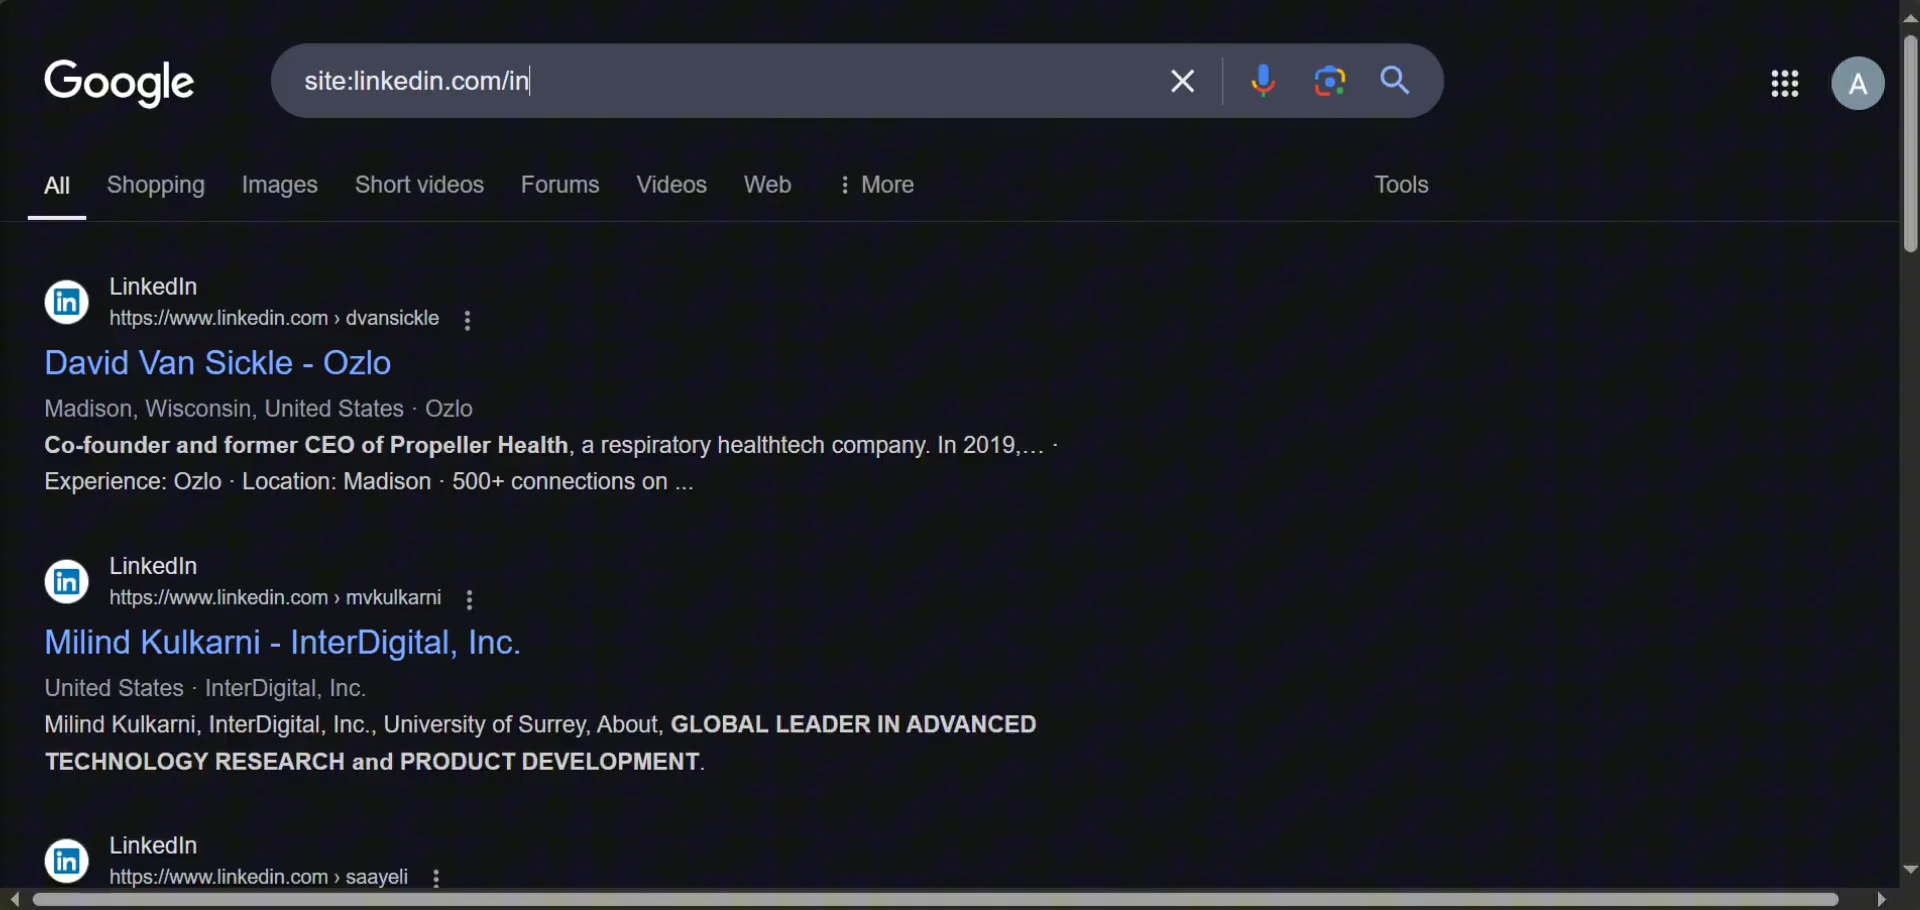 Google
site:linkedin.com/in
A
All Shopping Images Short videos Forums Videos Web More Tools
in
LinkedIn
https://www.linkedin.com › dvansickle
David Van Sickle - Ozlo
Madison, Wisconsin, United States · Ozlo
Co-founder and former CEO of Propeller Health, a respiratory healthtech company. In 2019,... ·
Experience: Ozlo · Location: Madison · 500+ connections on ...
in
LinkedIn
https://www.linkedin.com › mvkulkarni
Milind Kulkarni - InterDigital, Inc.
United States · InterDigital, Inc.
Milind Kulkarni, InterDigital, Inc., University of Surrey, About, GLOBAL LEADER IN ADVANCED
TECHNOLOGY RESEARCH and PRODUCT DEVELOPMENT.
in
LinkedIn
https://www.linkedin.com › saayeli